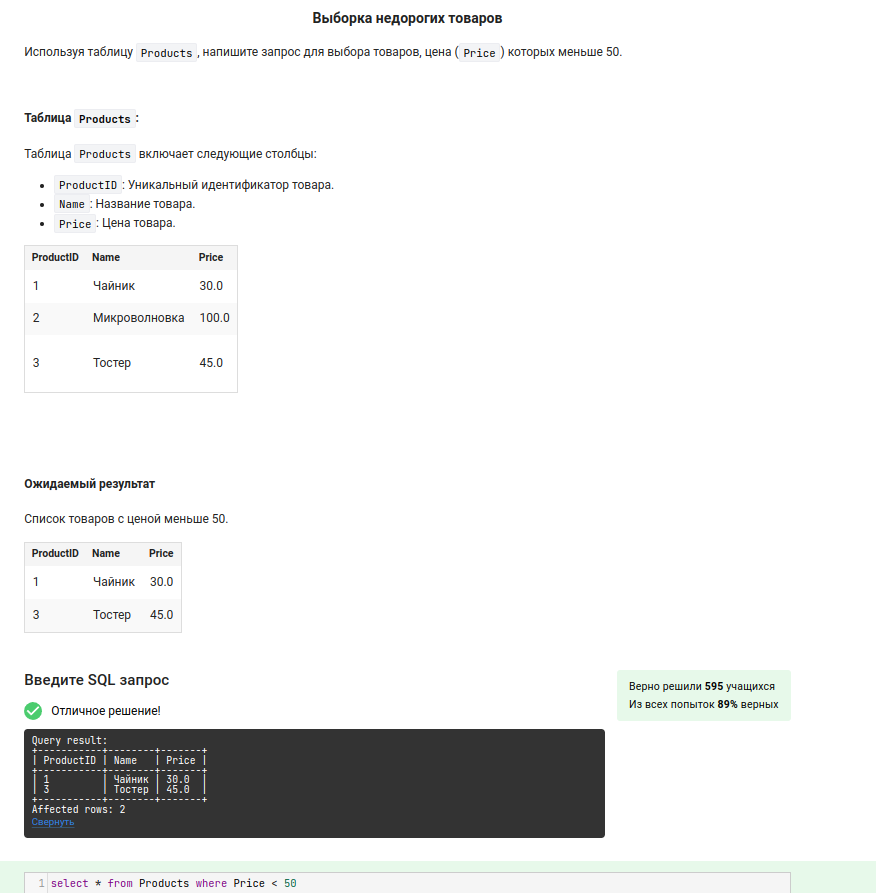 Выборка недорогих товаров
Используя таблицу Products, напишите запрос для выбора товаров, цена ( Price ) которых меньше 50.
Таблица Products:
Таблица Products включает следующие столбцы:
• ProductID: Уникальный идентификатор товара.
• Name: Название товара.
• Price: Цена товара.
ProductID Name Price
1 Чайник 30.0
2 Микроволновка 100.0
3 Тостер 45.0
Ожидаемый результат
Список товаров с ценой меньше 50.
ProductID Name Price
1 Чайник 30.0
3 Тостер 45.0
Введите SQL запрос
Верно решили 595 учащихся
Из всех попыток 89% верных
Отличное решение!
Query result:
+-----------+--------+-------+
| ProductID | Name   | Price |
+-----------+--------+-------+
| 1         | Чайник | 30.0  |
| 3         | Тостер | 45.0  |
+-----------+--------+-------+
Affected rows: 2
Свернуть
1 select * from Products where Price < 50